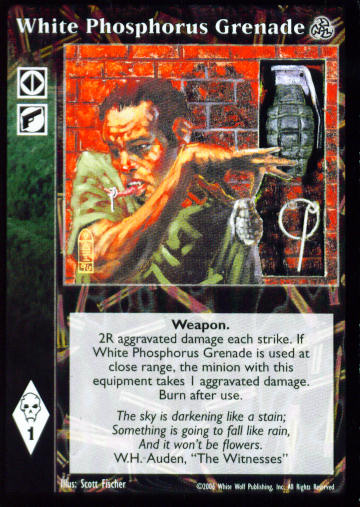 White Phosphorus Grenade
Weapon.
2R aggravated damage each strike. If
White Phosphorus Grenade is used at
close range, the minion with this
equipment takes 1 aggravated damage.
Burn after use.
The sky is darkening like a stain;
Something is going to fall like rain,
And it won't be flowers.
W.H. Auden, “The Witnesses”
1
Illus: Scott Fischer
©2006 White Wolf Publishing, Inc. All Rights Reserved